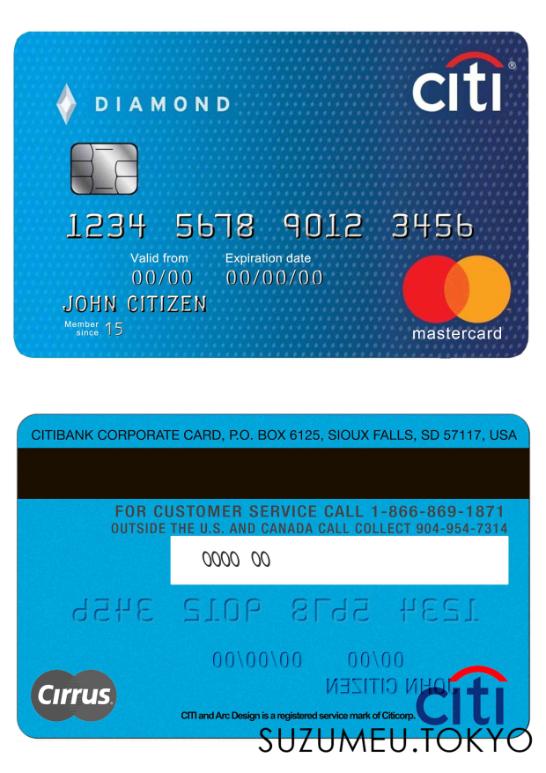 citi®
DIAMOND
1234 5678 9012 3456
Valid from Expiration date
00/00 00/00/00
JOHN CITIZEN
Member since 15
mastercard
CITIBANK CORPORATE CARD, P.O. BOX 6125, SIOUX FALLS, SD 57117, USA
FOR CUSTOMER SERVICE CALL 1-866-869-1871
OUTSIDE THE U.S. AND CANADA CALL COLLECT 904-954-7314
0000 00
1234 5678 9012 3456
00/00 00/00/00
JOHN CITIZEN
Cirrus.
CITI and Arc Design is a registered service mark of Citicorp.
citi
SUZUMEU.TOKYO